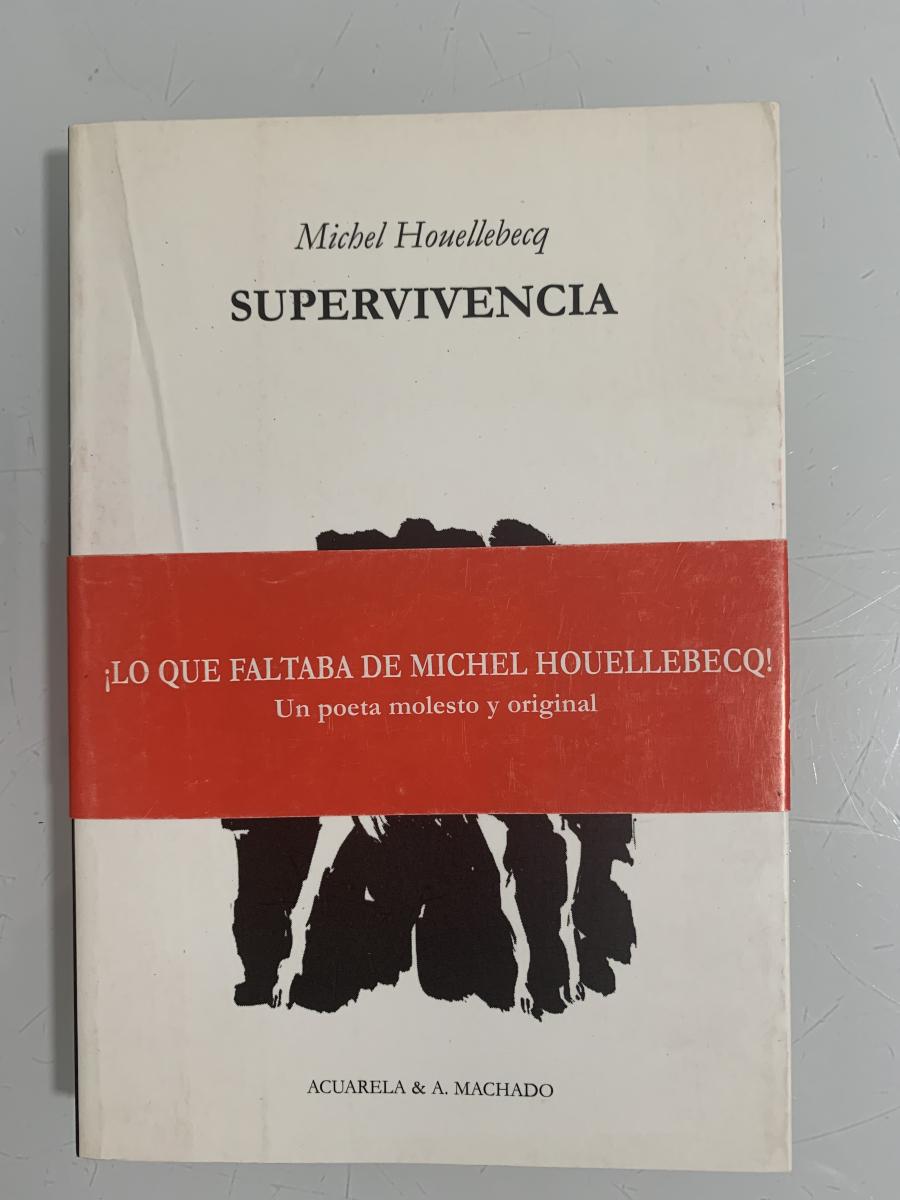 Michel Houellebecq
SUPERVIVENCIA
¡LO QUE FALTABA DE MICHEL HOUELLEBECQ!
Un poeta molesto y original
ACUARELA & A. MACHADO